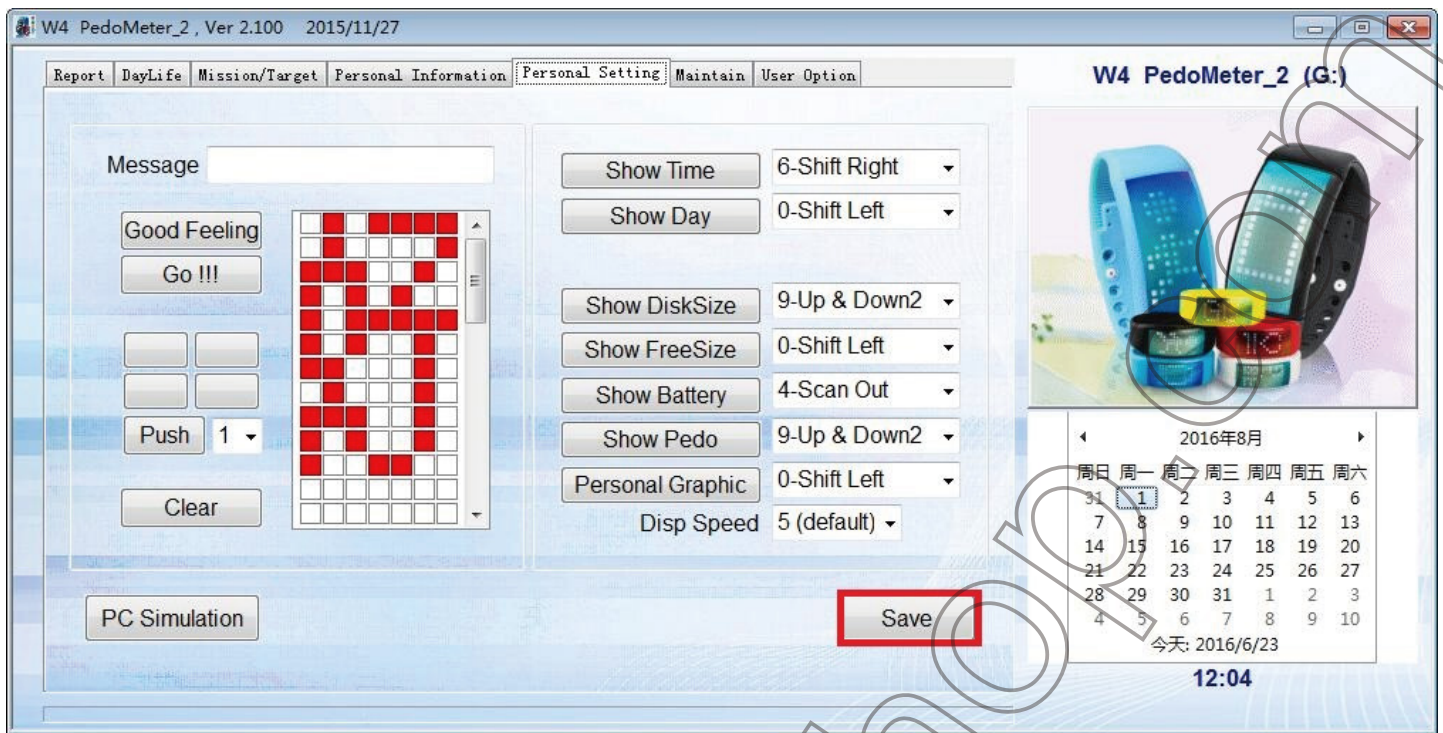 W4 PedoMeter_2 , Ver 2.100 2015/11/27
Report DayLife Mission/Target Personal Information Personal Setting Maintain User Option
W4 PedoMeter_2 (G:)
Message
Good Feeling
Go !!!
Push 1
Clear
PC Simulation
Show Time 6-Shift Right
Show Day 0-Shift Left
Show DiskSize 9-Up & Down2
Show FreeSize 0-Shift Left
Show Battery 4-Scan Out
Show Pedo 9-Up & Down2
Personal Graphic 0-Shift Left
Disp Speed 5 (default)
Save
2016年8月
周日 周一 周二 周三 周四 周五 周六
31 1 2 3 4 5 6
7 8 9 10 11 12 13
14 15 16 17 18 19 20
21 22 23 24 25 26 27
28 29 30 31 1 2 3
4 5 6 7 8 9 10
今天: 2016/6/23
12:04